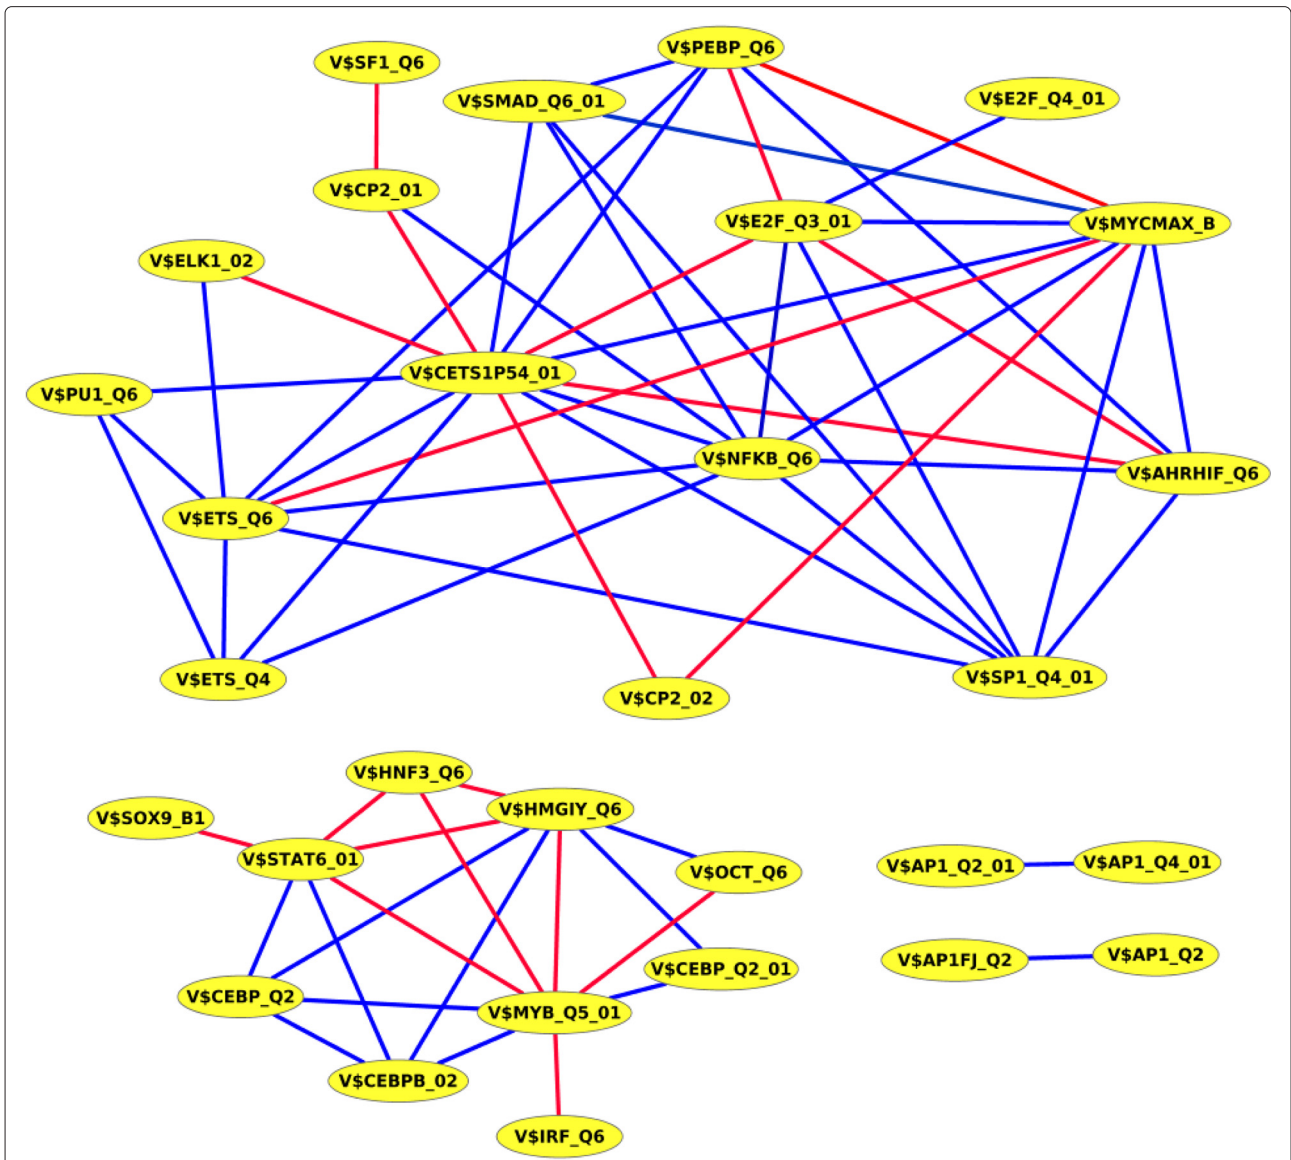 V$PEBP_Q6
V$SF1_Q6
V$SMAD_Q6_01
V$E2F_Q4_01
V$CP2_01
V$E2F_Q3_01
V$MYCMAX_B
V$ELK1_02
V$CETS1P54_01
V$PU1_Q6
V$NFKB_Q6
V$AHRHIF_Q6
V$ETS_Q6
V$ETS_Q4
V$CP2_02
V$SP1_Q4_01
V$HNF3_Q6
V$HMGIY_Q6
V$SOX9_B1
V$STAT6_01
V$OCT_Q6
V$AP1_Q2_01
V$AP1_Q4_01
V$CEBP_Q2_01
V$AP1FJ_Q2
V$AP1_Q2
V$CEBP_Q2
V$MYB_Q5_01
V$CEBPB_02
V$IRF_Q6